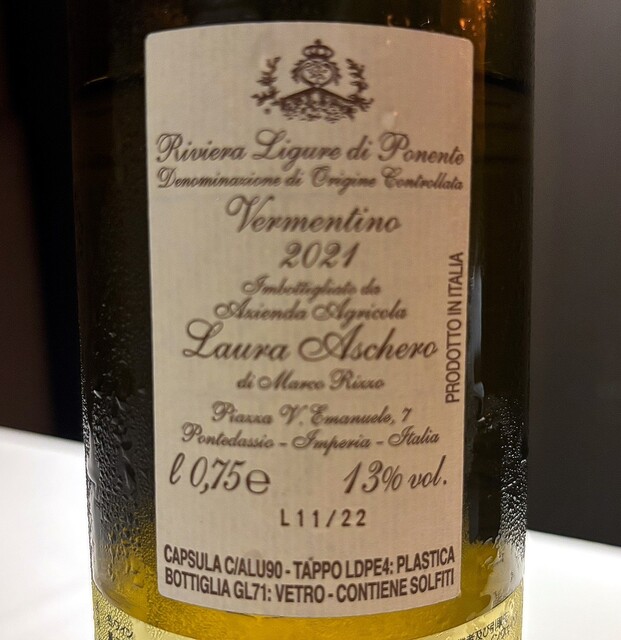 Riviera Ligure di Ponente
Denominazione di Origine Controllata
Vermentino
2021
Imbottigliato da
Azienda Agricola
Laura Aschero
di Marco Rizzo
Piazza V. Emanuele, 7
Pontedassio - Imperia - Italia
l 0,75 e 13% vol.
L11/22
PRODOTTO IN ITALIA
CAPSULA C/ALU90 - TAPPO LDPE4: PLASTICA
BOTTIGLIA GL71: VETRO - CONTIENE SOLFITI